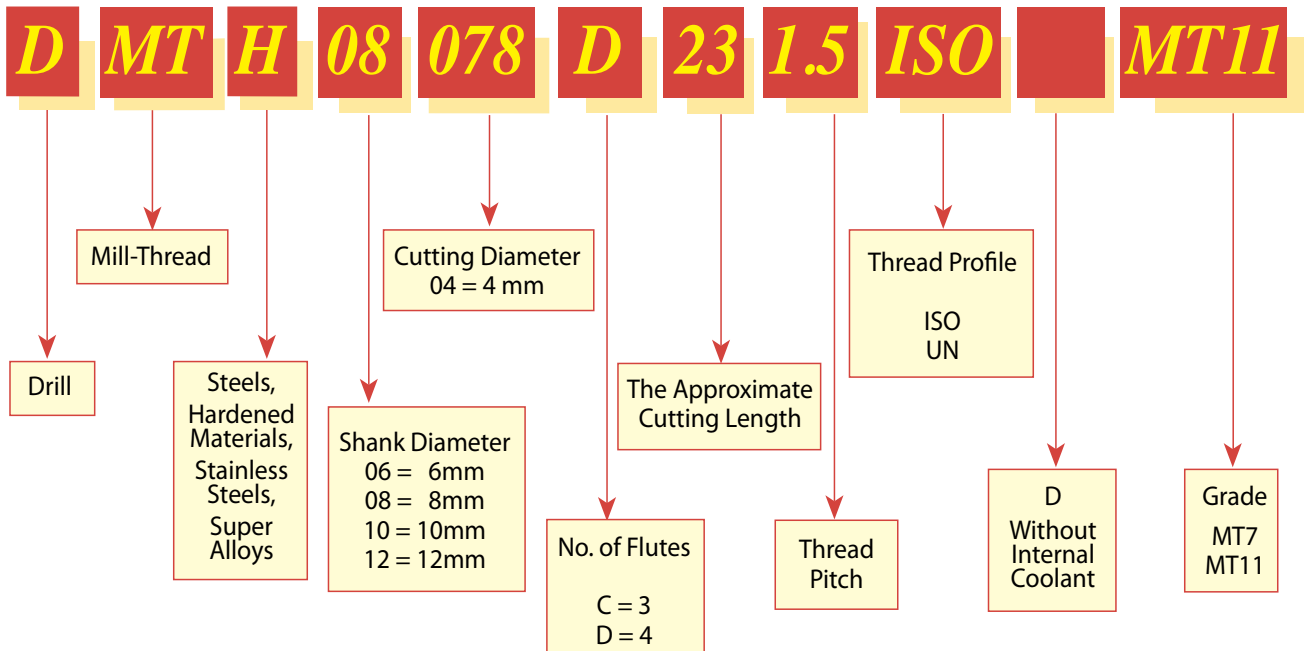 D MT H 08 078 D 23 1.5 ISO MT11
Drill
Mill-Thread
Steels,
Hardened
Materials,
Stainless
Steels,
Super
Alloys
Shank Diameter
06 = 6mm
08 = 8mm
10 = 10mm
12 = 12mm
Cutting Diameter
04 = 4 mm
No. of Flutes
C = 3
D = 4
The Approximate
Cutting Length
Thread
Pitch
Thread Profile
ISO
UN
D
Without
Internal
Coolant
Grade
MT7
MT11